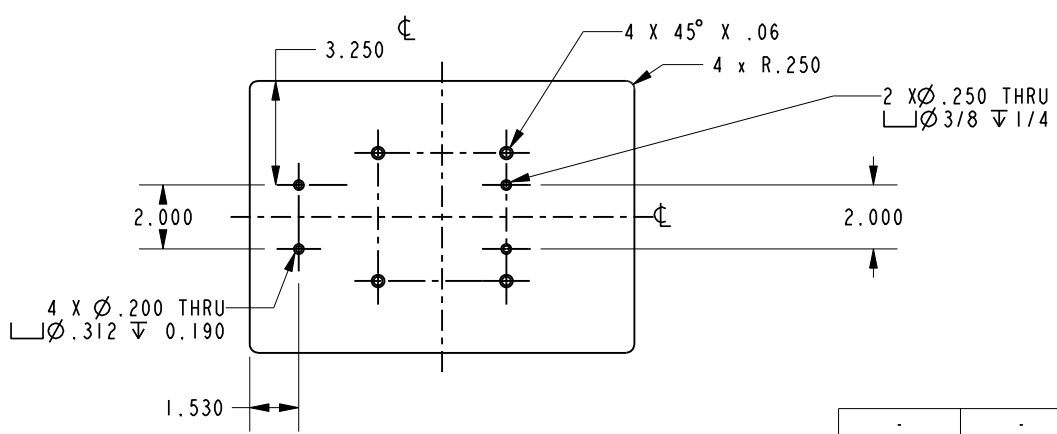 ℄
3.250
4 X 45° X .06
4 x R.250
2 XØ.250 THRU
⌴Ø3/8 ↧1/4
2.000
℄
2.000
4 X Ø.200 THRU
⌴Ø.312 ↧ 0.190
1.530
- -